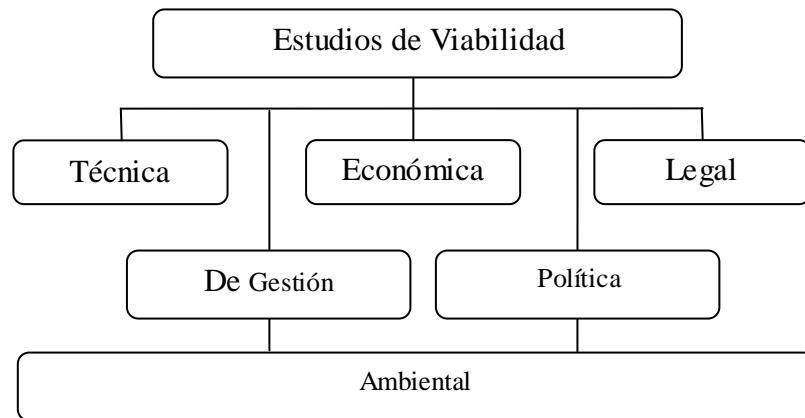 Estudios de Viabilidad
Técnica
Económica
Legal
De Gestión
Política
Ambiental